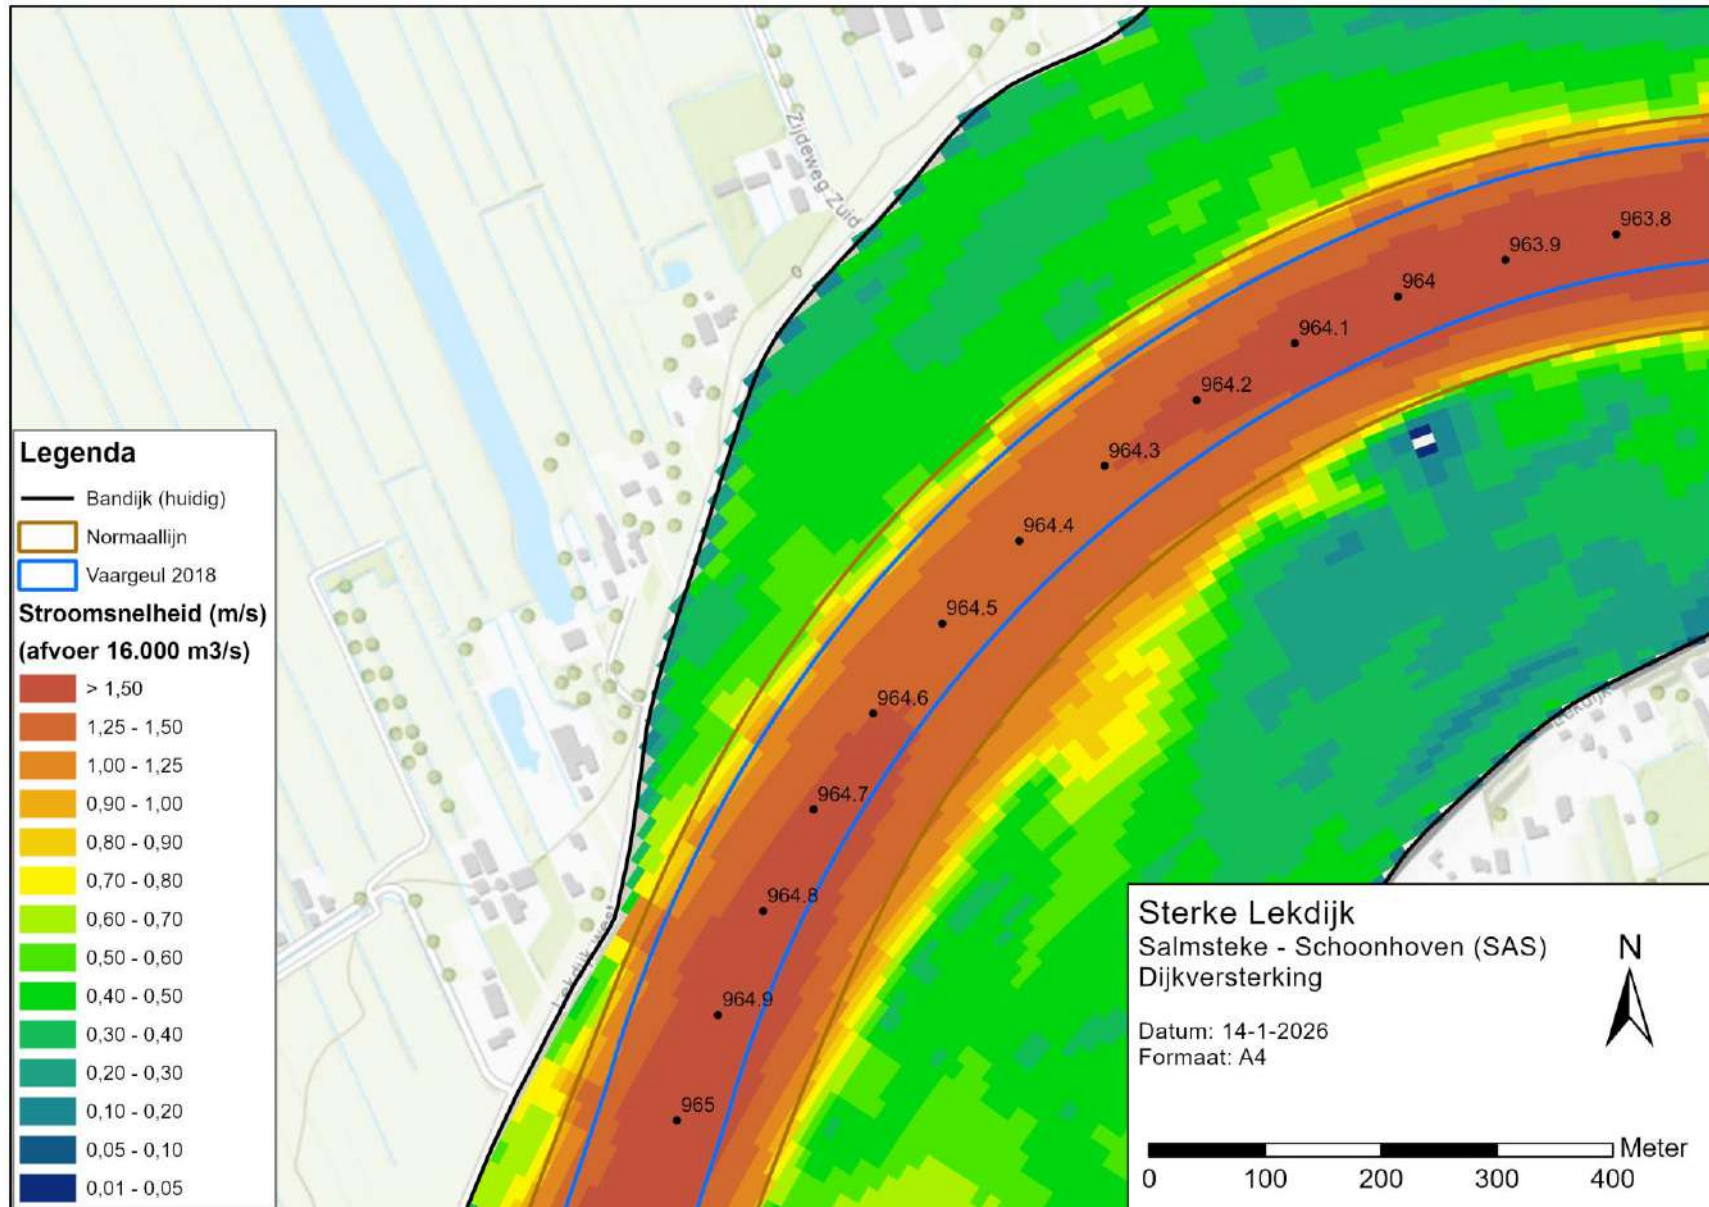 Zijdeweg Zuid
963.8
963.9
964
964.1
964.2
964.3
964.4
964.5
964.6
964.7
964.8
964.9
965
Lekdijk West
Lekdijk
Legenda
Bandijk (huidig)
Normaallijn
Vaargeul 2018
Stroomsnelheid (m/s)
(afvoer 16.000 m3/s)
> 1,50
1,25 - 1,50
1,00 - 1,25
0,90 - 1,00
0,80 - 0,90
0,70 - 0,80
0,60 - 0,70
0,50 - 0,60
0,40 - 0,50
0,30 - 0,40
0,20 - 0,30
0,10 - 0,20
0,05 - 0,10
0,01 - 0,05
Sterke Lekdijk
Salmsteke - Schoonhoven (SAS)
Dijkversterking
Datum: 14-1-2026
Formaat: A4
N
Meter
0 100 200 300 400